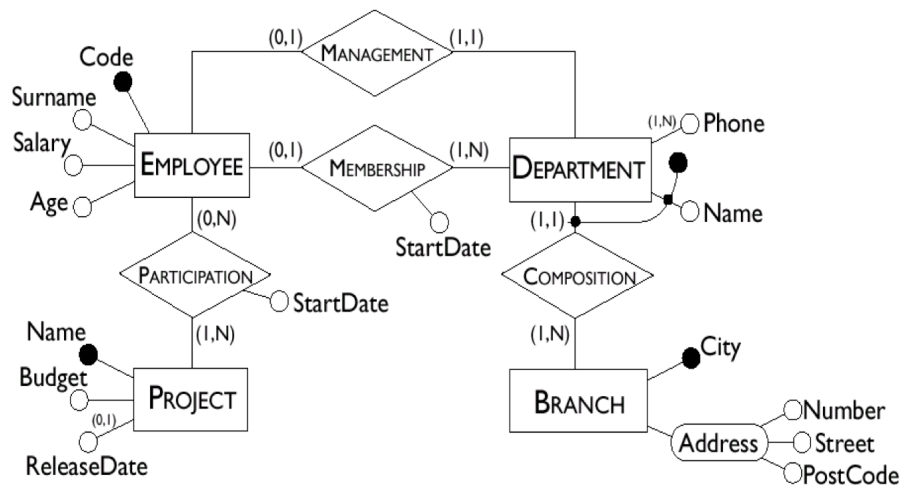 (0,1)
MANAGEMENT
(1,1)
Code
Surname
Salary
Age
EMPLOYEE
(0,1)
MEMBERSHIP
(1,N)
StartDate
DEPARTMENT
(1,N)
Phone
Name
(0,N)
PARTICIPATION
StartDate
(1,N)
(1,1)
COMPOSITION
(1,N)
Name
Budget
(0,1)
ReleaseDate
PROJECT
BRANCH
City
Address
Number
Street
PostCode